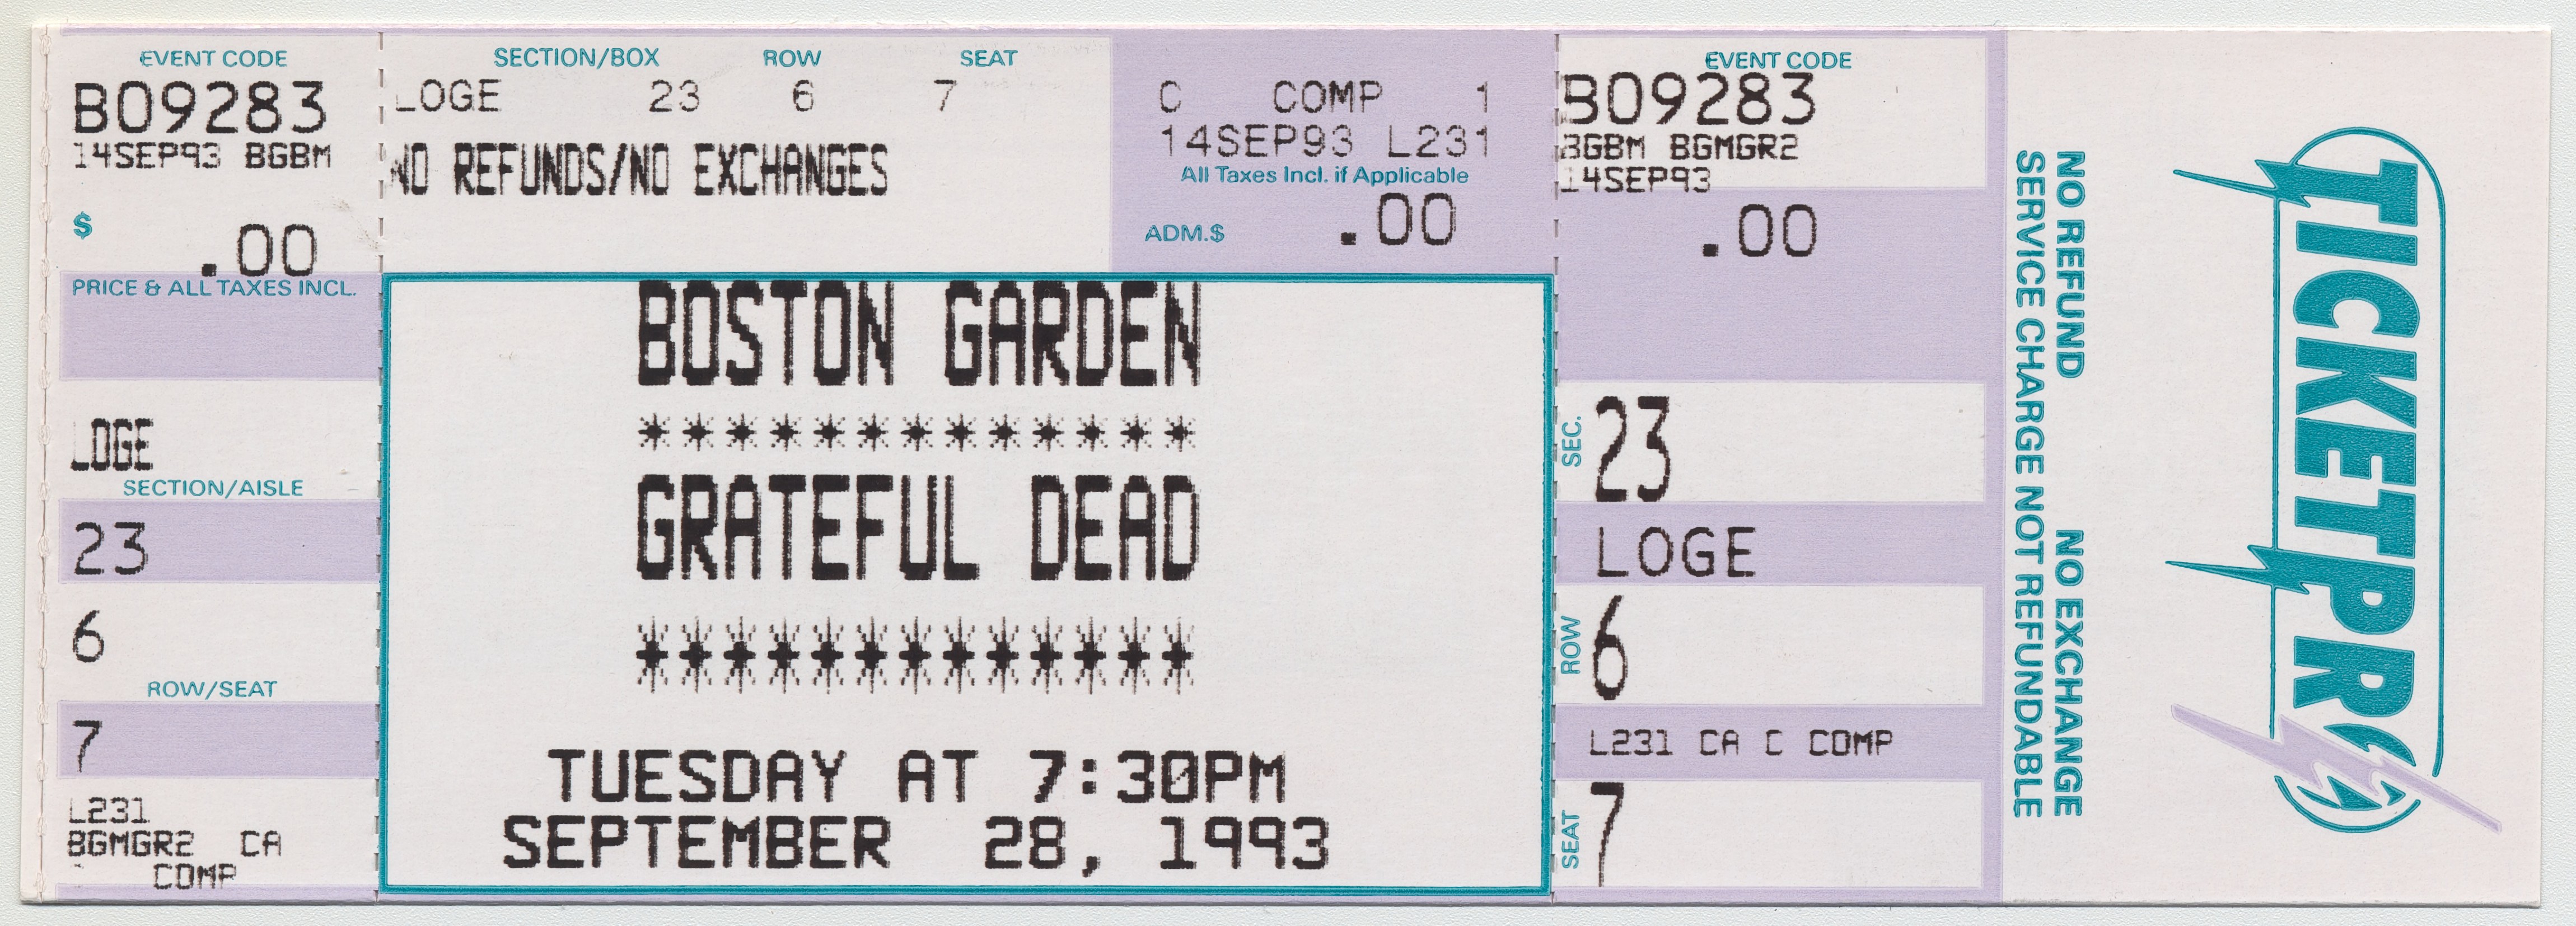 EVENT CODE
BO9283
14SEP93 BGBM
$ .00
PRICE & ALL TAXES INCL.
LOGE
SECTION/AISLE
23
6
ROW/SEAT
7
L231
BGMGR2 CA
COMP
SECTION/BOX ROW SEAT
LOGE 23 6 7
NO REFUNDS/NO EXCHANGES
C COMP 1
14SEP93 L231
All Taxes Incl. if Applicable
ADM.$ .00
BOSTON GARDEN
*************
GRATEFUL DEAD
*************
TUESDAY AT 7:30PM
SEPTEMBER 28, 1993
EVENT CODE
BO9283
BGBM BGMGR2
14SEP93
.00
SEC. 23
LOGE
ROW 6
L231 CA C COMP
SEAT 7
NO REFUND NO EXCHANGE
SERVICE CHARGE NOT REFUNDABLE
TICKETPRO